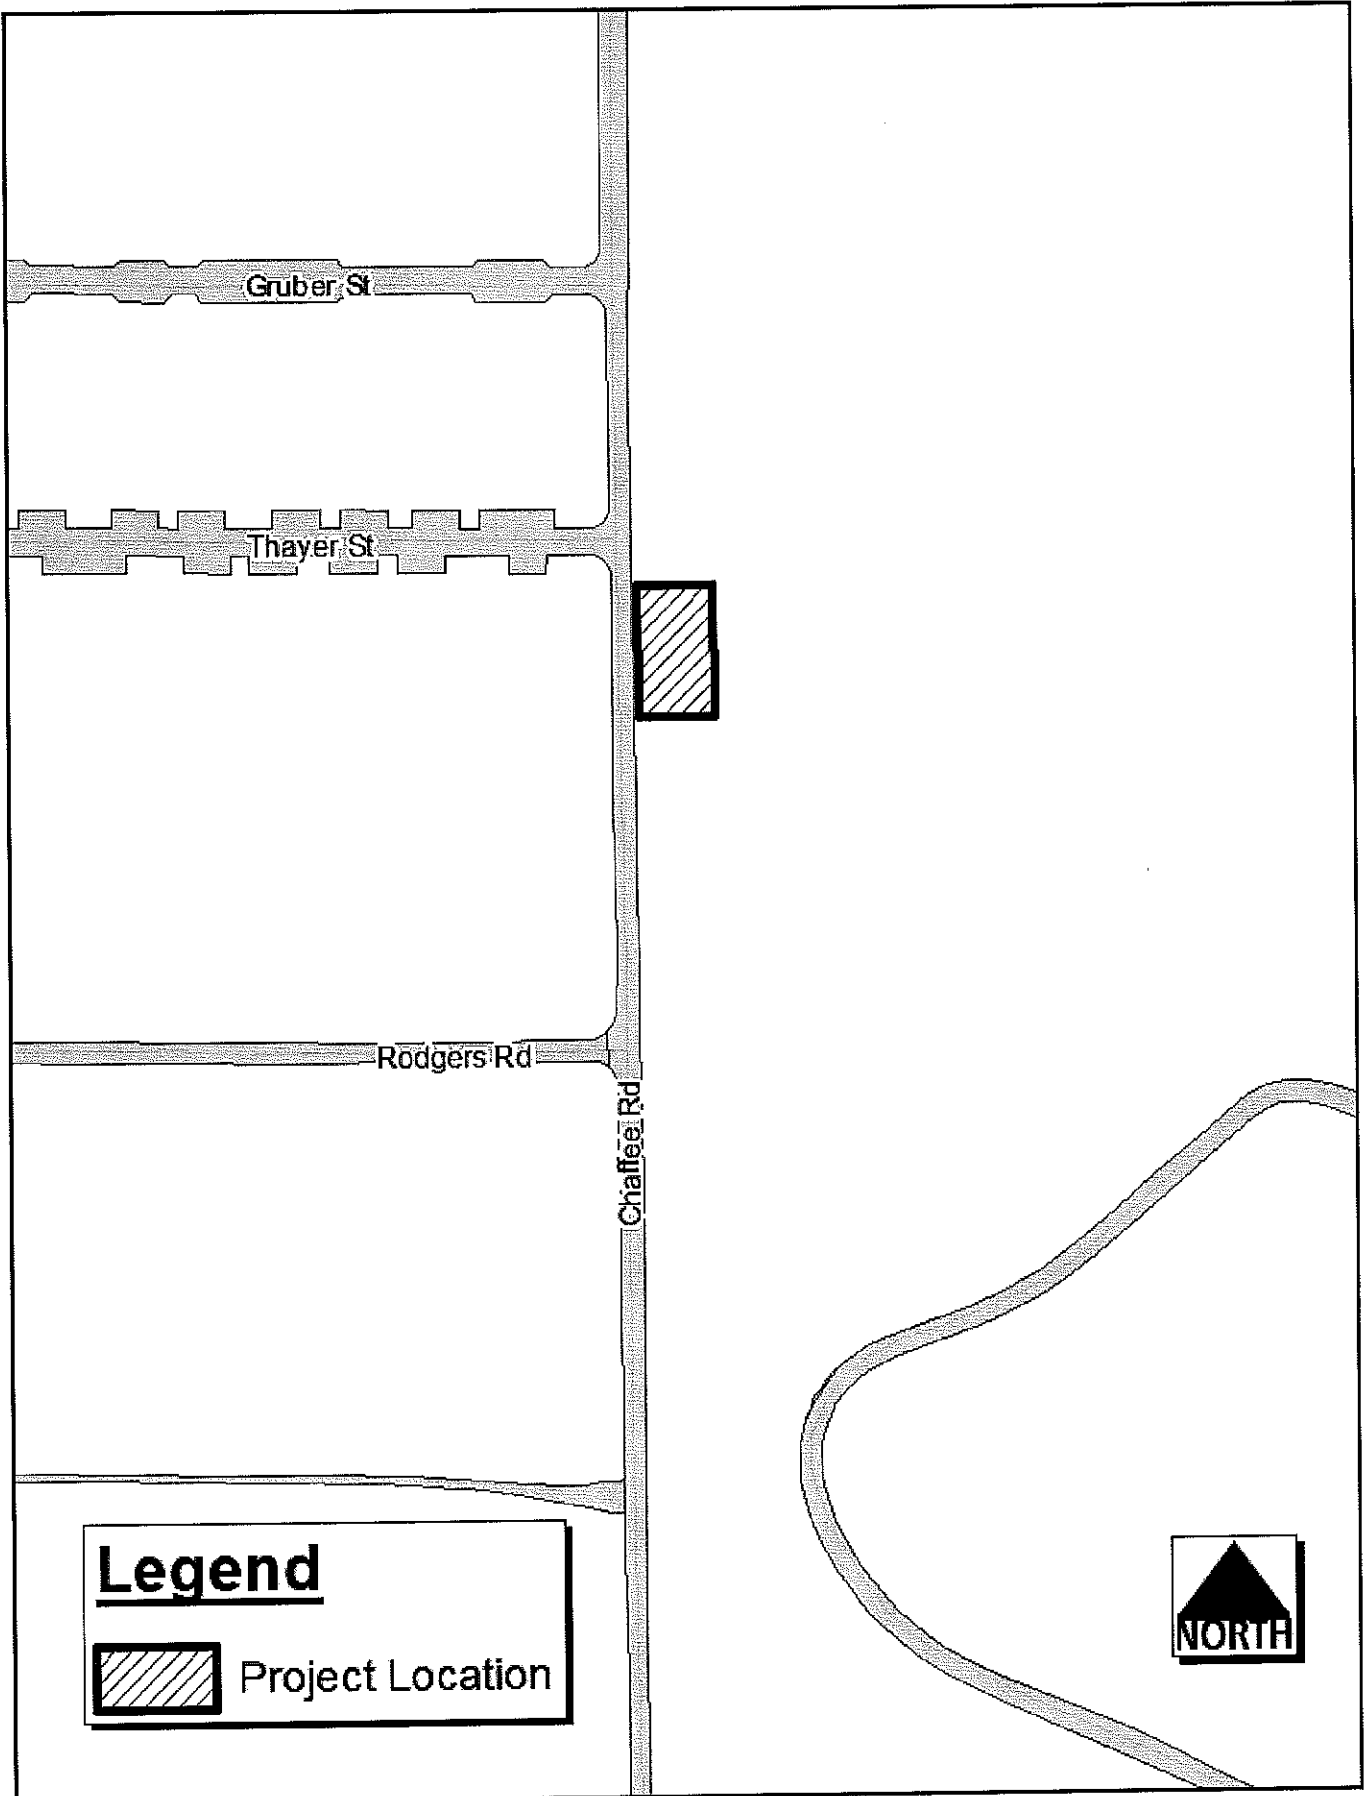 Gruber St
Thayer St
Rodgers Rd
Chaffee Rd
Legend
Project Location
NORTH